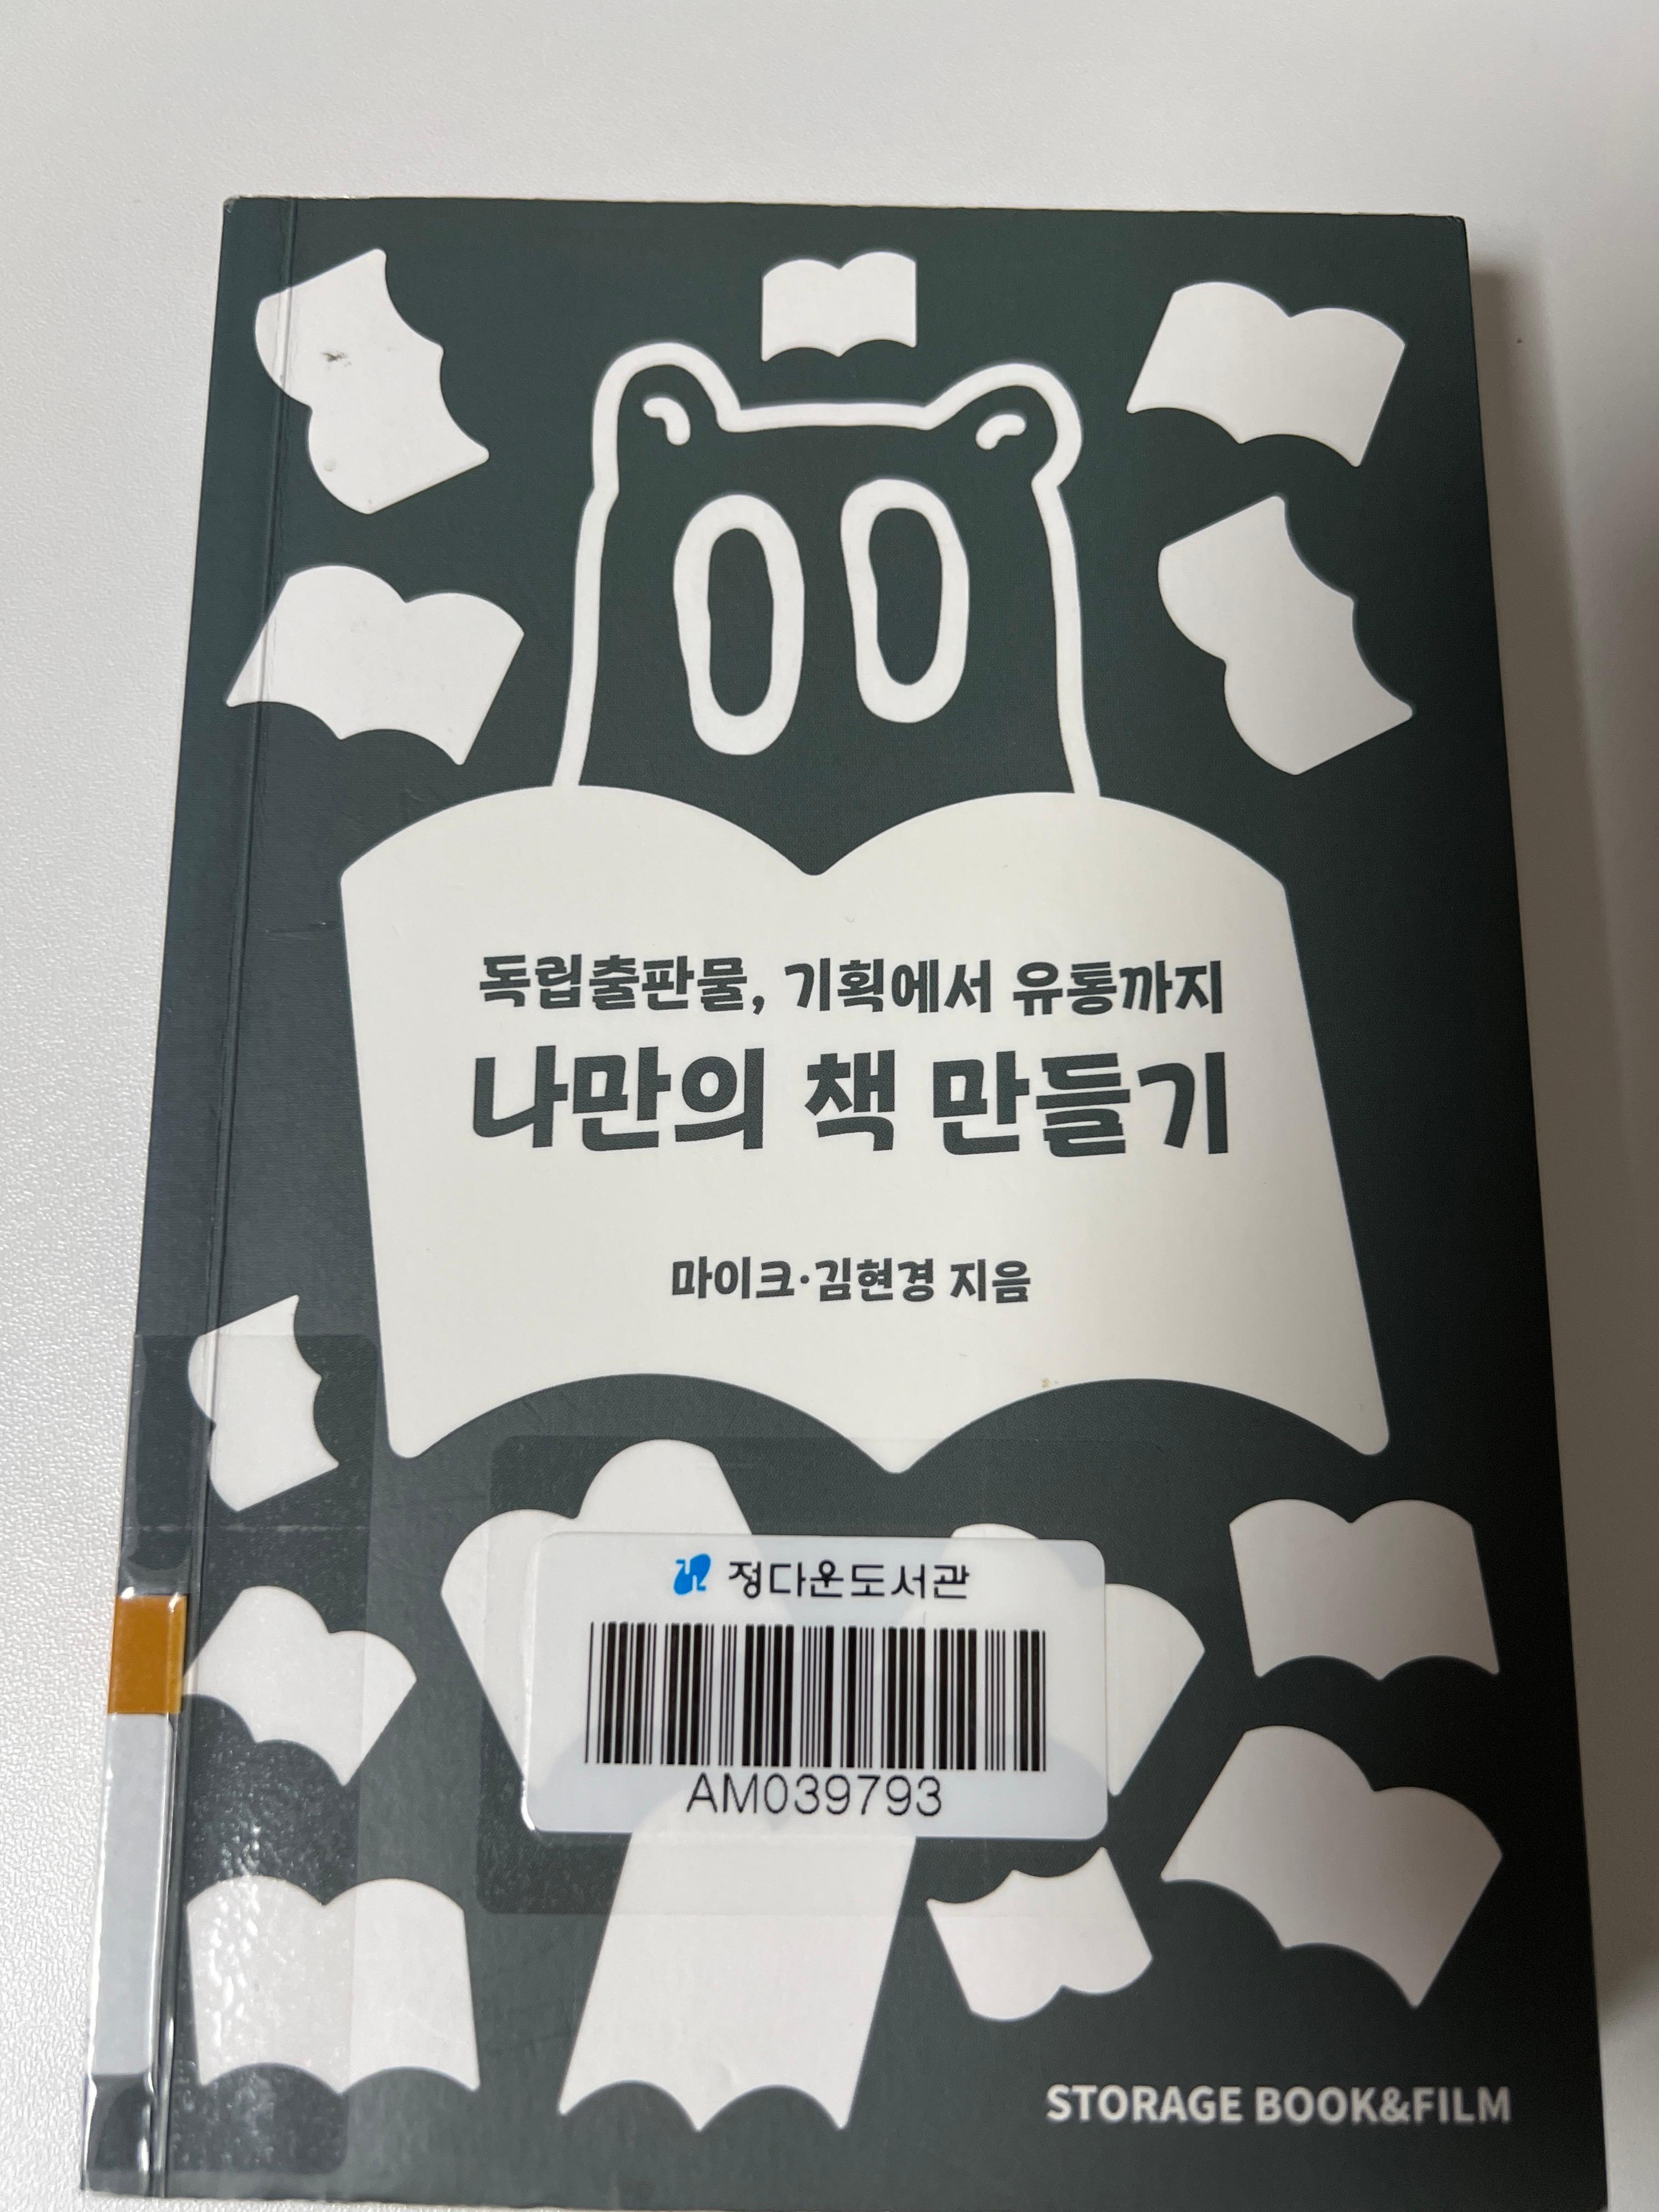 독립출판물, 기획에서 유통까지
나만의 책 만들기
마이크·김현경 지음
정다운도서관
AM039793
STORAGE BOOK&FILM